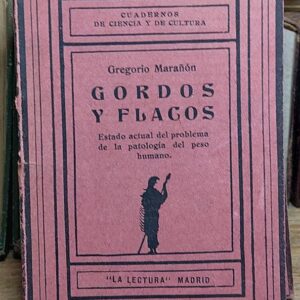 CUADERNOS
DE CIENCIA Y DE CULTURA
Gregorio Marañón
GORDOS
Y FLACOS
Estado actual del problema
de la patología del peso
humano.
"LA LECTURA" MADRID